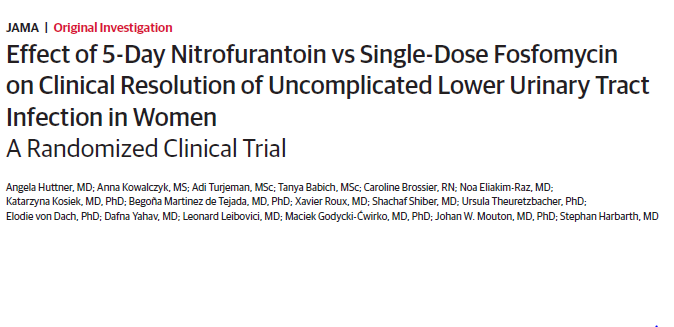 JAMA | Original Investigation
Effect of 5-Day Nitrofurantoin vs Single-Dose Fosfomycin
on Clinical Resolution of Uncomplicated Lower Urinary Tract
Infection in Women
A Randomized Clinical Trial
Angela Huttner, MD; Anna Kowalczyk, MS; Adi Turjeman, MSc; Tanya Babich, MSc; Caroline Brossier, RN; Noa Eliakim-Raz, MD;
Katarzyna Kosiek, MD, PhD; Begoña Martinez de Tejada, MD, PhD; Xavier Roux, MD; Shachaf Shiber, MD; Ursula Theuretzbacher, PhD;
Elodie von Dach, PhD; Dafna Yahav, MD; Leonard Leibovici, MD; Maciek Godycki-Ćwirko, MD, PhD; Johan W. Mouton, MD, PhD; Stephan Harbarth, MD